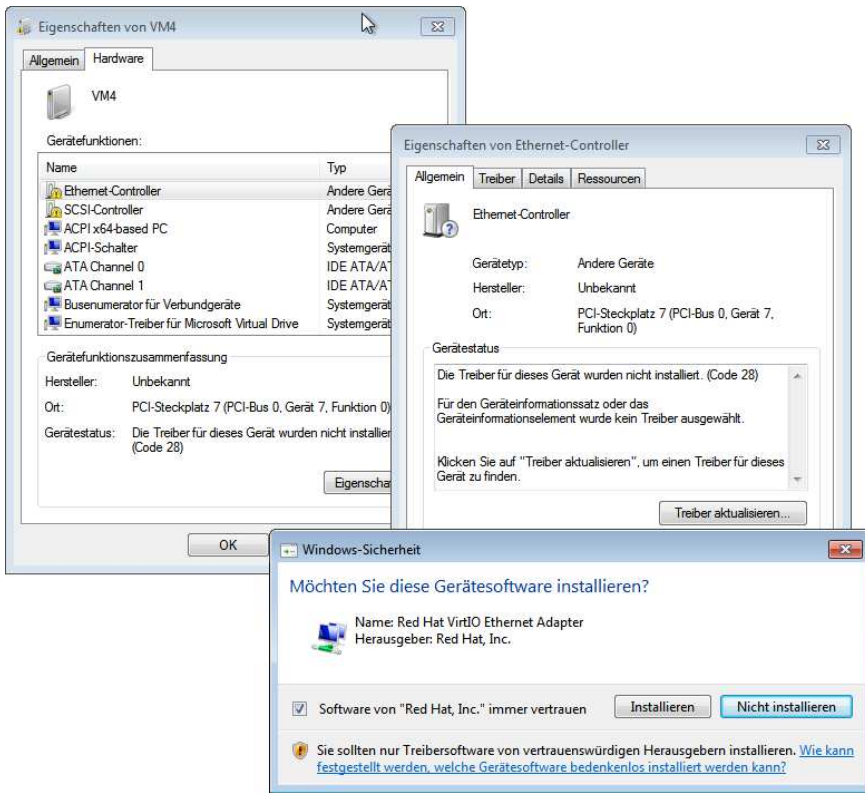 Eigenschaften von VM4
Allgemein
Hardware
VM4
Gerätefunktionen:
Name Typ
Ethernet-Controller Andere Gerä
SCSI-Controller Andere Gerä
ACPI x64-based PC Computer
ACPI-Schalter Systemgerät
ATA Channel 0 IDE ATA/AT
ATA Channel 1 IDE ATA/AT
Busenumerator für Verbundgeräte Systemgerät
Enumerator-Treiber für Microsoft Virtual Drive Systemgerät
Gerätefunktionszusammenfassung
Hersteller: Unbekannt
Ort: PCI-Steckplatz 7 (PCI-Bus 0, Gerät 7, Funktion 0)
Gerätestatus: Die Treiber für dieses Gerät wurden nicht installier
(Code 28)
Eigenscha
OK
Eigenschaften von Ethernet-Controller
Allgemein
Treiber
Details
Ressourcen
Ethernet-Controller
Gerätetyp: Andere Geräte
Hersteller: Unbekannt
Ort: PCI-Steckplatz 7 (PCI-Bus 0, Gerät 7,
Funktion 0)
Gerätestatus
Die Treiber für dieses Gerät wurden nicht installiert. (Code 28)
Für den Geräteinformationssatz oder das
Geräteinformationselement wurde kein Treiber ausgewählt.
Klicken Sie auf "Treiber aktualisieren", um einen Treiber für dieses
Gerät zu finden.
Treiber aktualisieren...
Windows-Sicherheit
Möchten Sie diese Gerätesoftware installieren?
Name: Red Hat VirtIO Ethernet Adapter
Herausgeber: Red Hat, Inc.
Software von "Red Hat, Inc." immer vertrauen
Installieren
Nicht installieren
Sie sollten nur Treibersoftware von vertrauenswürdigen Herausgebern installieren. Wie kann
festgestellt werden, welche Gerätesoftware bedenkenlos installiert werden kann?